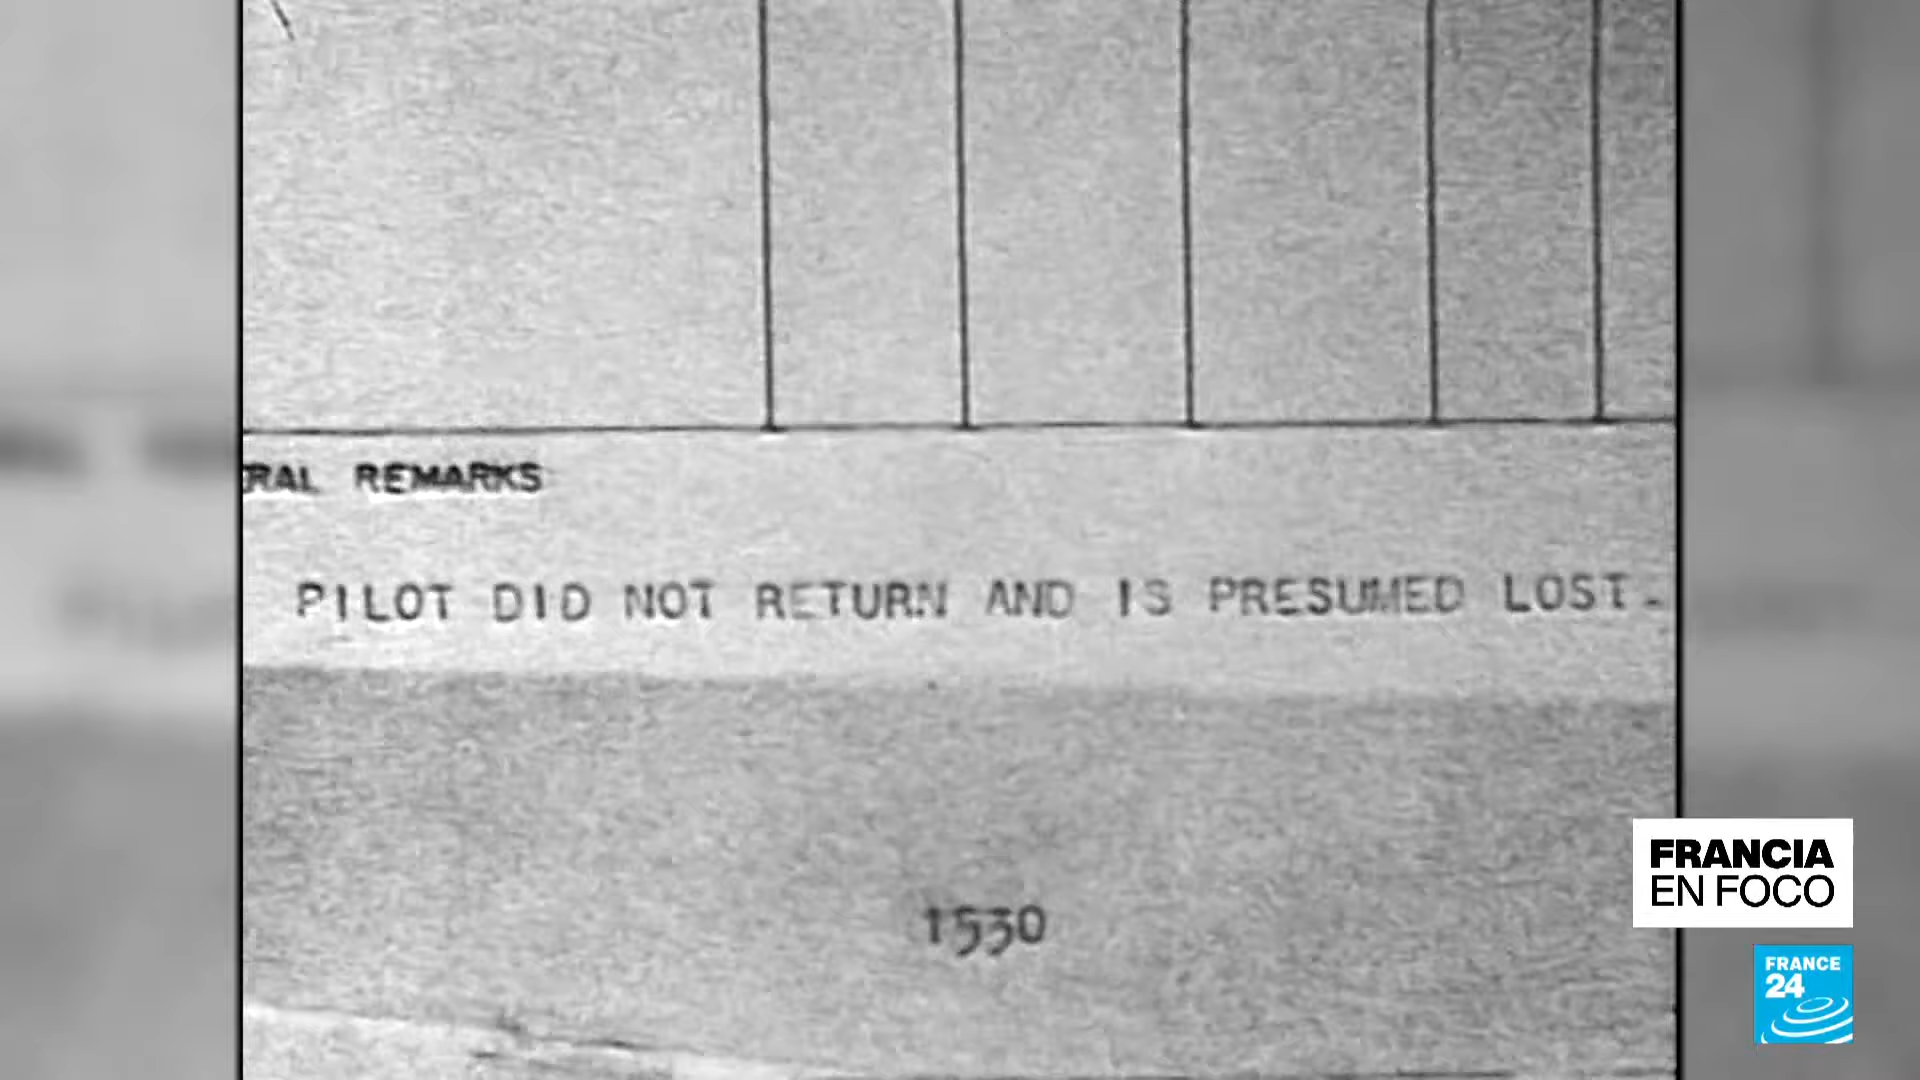 RAL REMARKS
PILOT DID NOT RETURN AND IS PRESUMED LOST.
1530
FRANCIA
EN FOCO
FRANCE
24